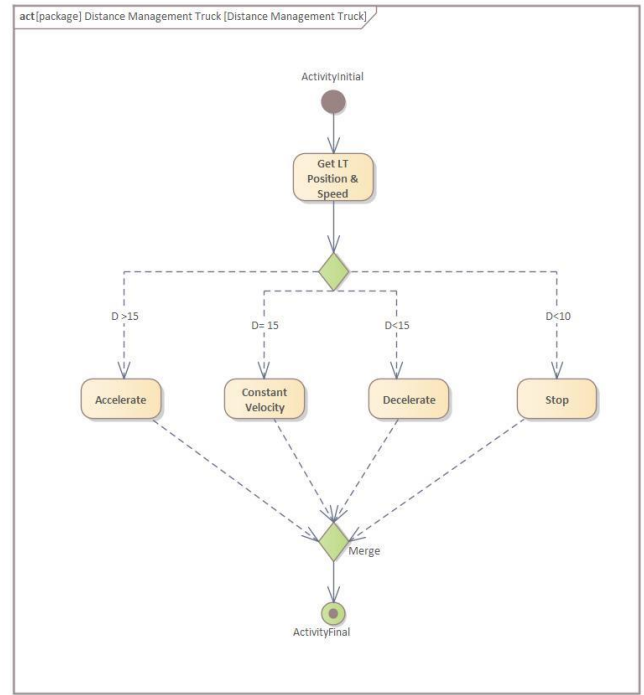 act [package] Distance Management Truck [Distance Management Truck]
ActivityInitial
Get LT
Position &
Speed
D >15
D= 15
D<15
D<10
Accelerate
Constant
Velocity
Decelerate
Stop
Merge
ActivityFinal